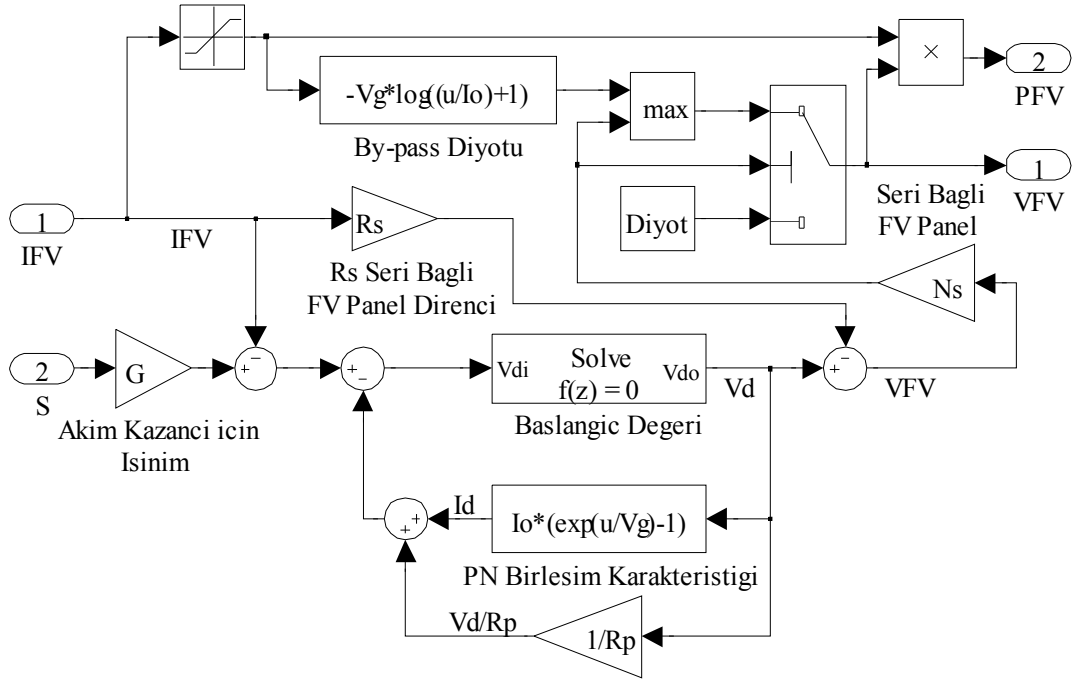 -Vg*log((u/Io)+1)
By-pass Diyotu
max
×
2
PFV
1
VFV
Seri Bagli
FV Panel
Diyot
1
IFV
IFV
Rs
Rs Seri Bagli
FV Panel Direnci
Ns
2
S
G
Akim Kazanci icin
Isinim
+
−
+
−
Vdi
Solve
f(z) = 0
Vdo
Baslangic Degeri
Vd
−
+
VFV
+
+
Id
Io*(exp(u/Vg)-1)
PN Birlesim Karakteristigi
Vd/Rp
1/Rp